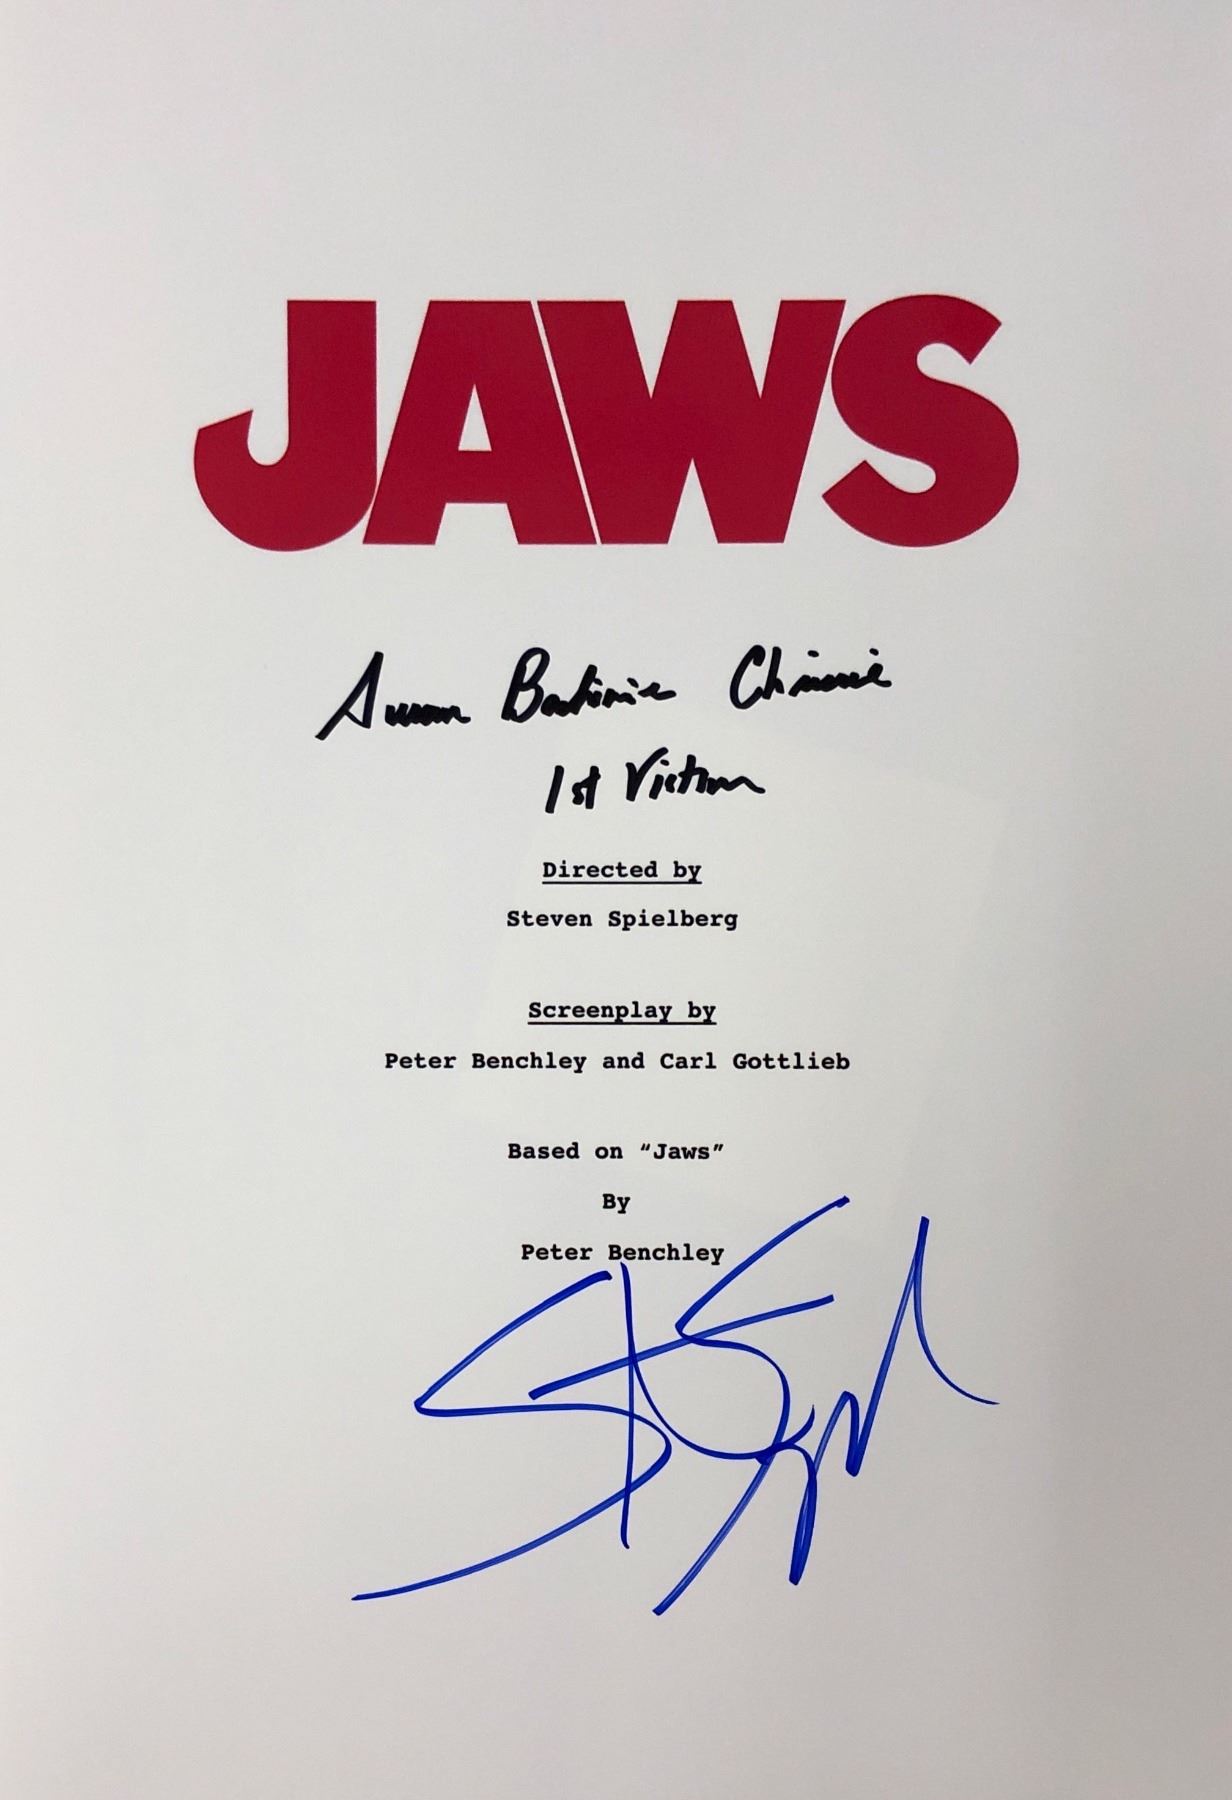 JAWS
Susan Backlinie Chrissie
1st Victim
Directed by
Steven Spielberg
Screenplay by
Peter Benchley and Carl Gottlieb
Based on “Jaws”
By
Peter Benchley